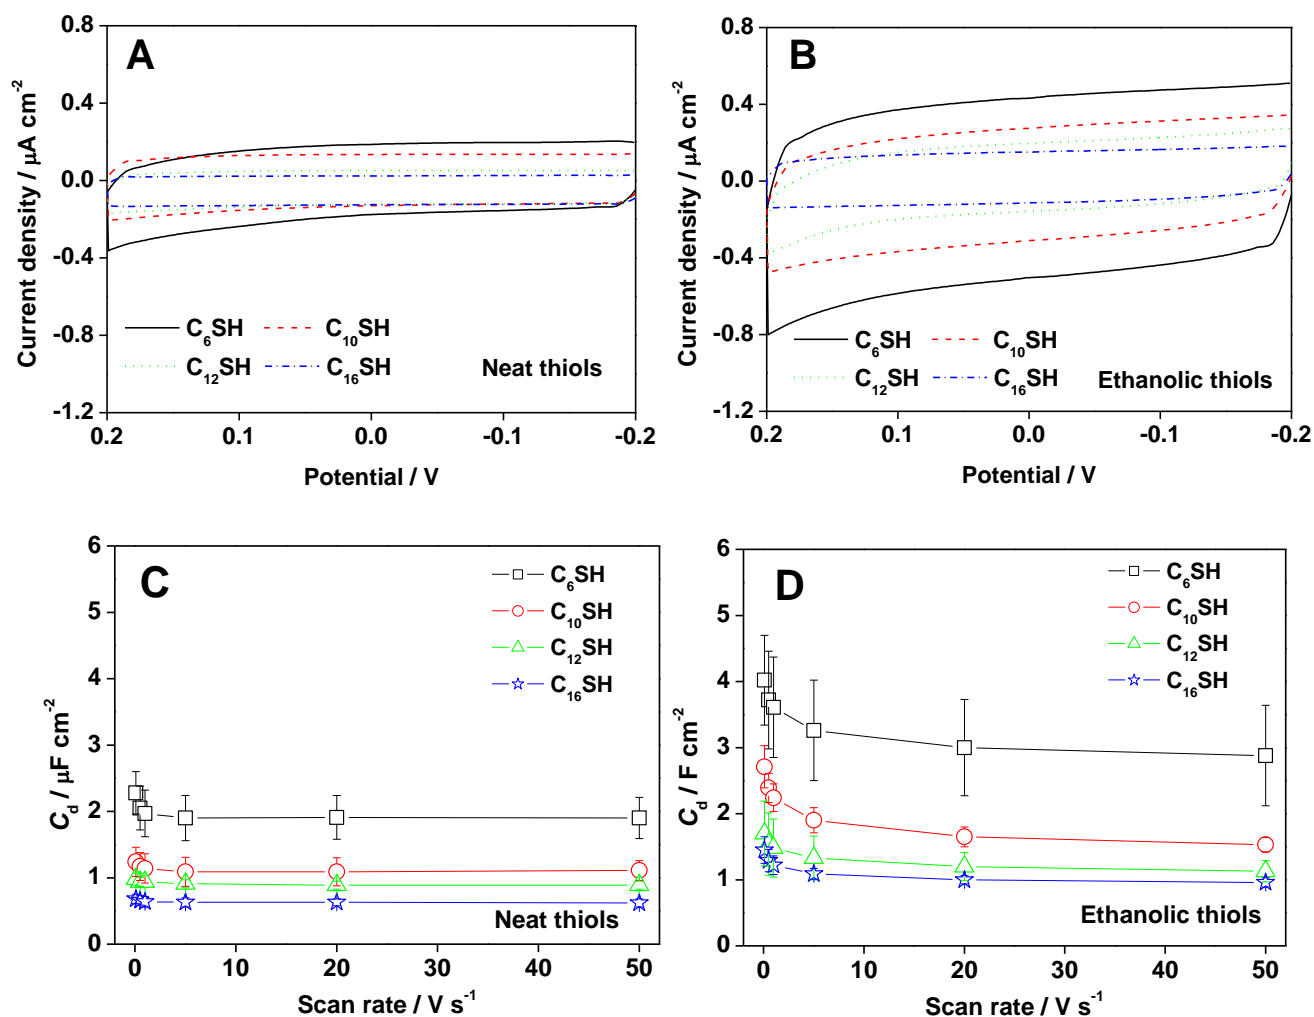 A
Current density / μA cm⁻²
0.8
0.4
0.0
-0.4
-0.8
-1.2
C₆SH C₁₀SH
C₁₂SH C₁₆SH
Neat thiols
0.2 0.1 0.0 -0.1 -0.2
Potential / V
B
Current density / μA cm⁻²
0.8
0.4
0.0
-0.4
-0.8
-1.2
C₆SH C₁₀SH
C₁₂SH C₁₆SH
Ethanolic thiols
0.2 0.1 0.0 -0.1 -0.2
Potential / V
C
C_d / μF cm⁻²
6
5
4
3
2
1
0
C₆SH
C₁₀SH
C₁₂SH
C₁₆SH
Neat thiols
0 10 20 30 40 50
Scan rate / V s⁻¹
D
C_d / F cm⁻²
6
5
4
3
2
1
0
C₆SH
C₁₀SH
C₁₂SH
C₁₆SH
Ethanolic thiols
0 10 20 30 40 50
Scan rate / V s⁻¹